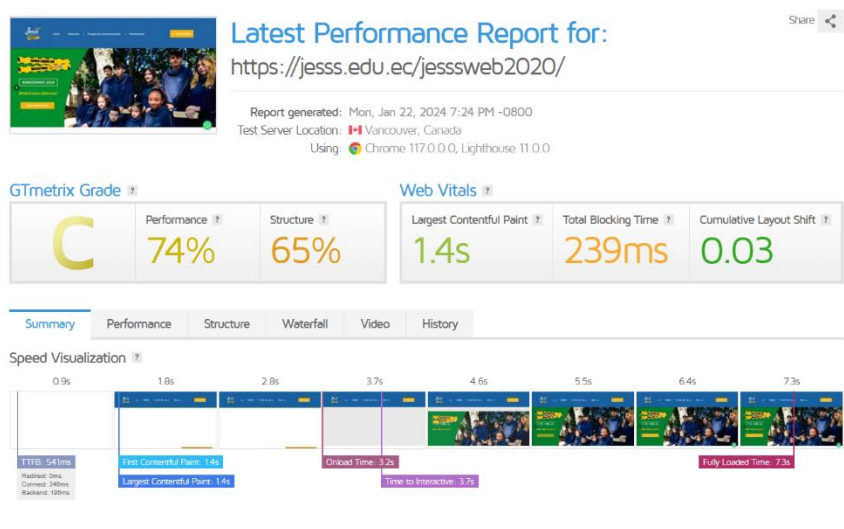 Latest Performance Report for:
Share
https://jesss.edu.ec/jesssweb2020/
Report generated: Mon, Jan 22, 2024 7:24 PM -0800
Test Server Location: Vancouver, Canada
Using: Chrome 117.0.0.0, Lighthouse 11.0.0
GTmetrix Grade ?
Web Vitals ?
C
Performance ?
74%
Structure ?
65%
Largest Contentful Paint ?
1.4s
Total Blocking Time ?
239ms
Cumulative Layout Shift ?
0.03
Summary Performance Structure Waterfall Video History
Speed Visualization ?
0.9s 1.8s 2.8s 3.7s 4.6s 5.5s 6.4s 7.3s
TTFB: 541ms
Redirect: 0ms
Connect: 346ms
Backend: 195ms
First Contentful Paint: 1.4s
Largest Contentful Paint: 1.4s
Onload Time: 3.2s
Time to Interactive: 3.7s
Fully Loaded Time: 7.3s